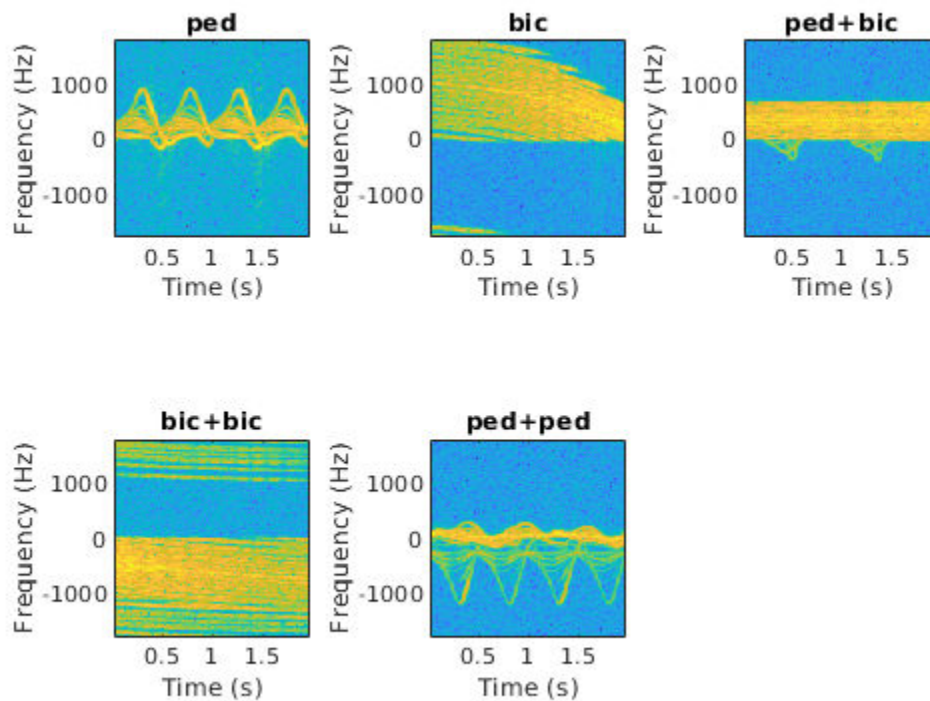 ped
Frequency (Hz)
1000
0
-1000
0.5 1 1.5
Time (s)
bic
Frequency (Hz)
1000
0
-1000
0.5 1 1.5
Time (s)
ped+bic
Frequency (Hz)
1000
0
-1000
0.5 1 1.5
Time (s)
bic+bic
Frequency (Hz)
1000
0
-1000
0.5 1 1.5
Time (s)
ped+ped
Frequency (Hz)
1000
0
-1000
0.5 1 1.5
Time (s)